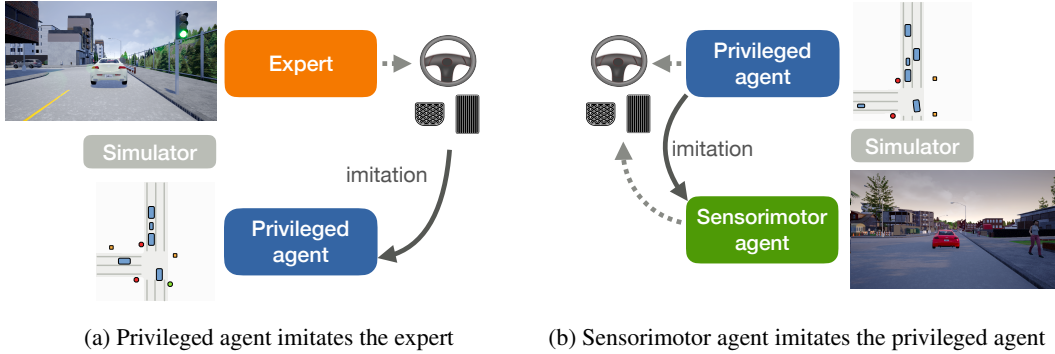 Expert
Simulator
imitation
Privileged
agent
(a) Privileged agent imitates the expert
Privileged
agent
imitation
Simulator
Sensorimotor
agent
(b) Sensorimotor agent imitates the privileged agent